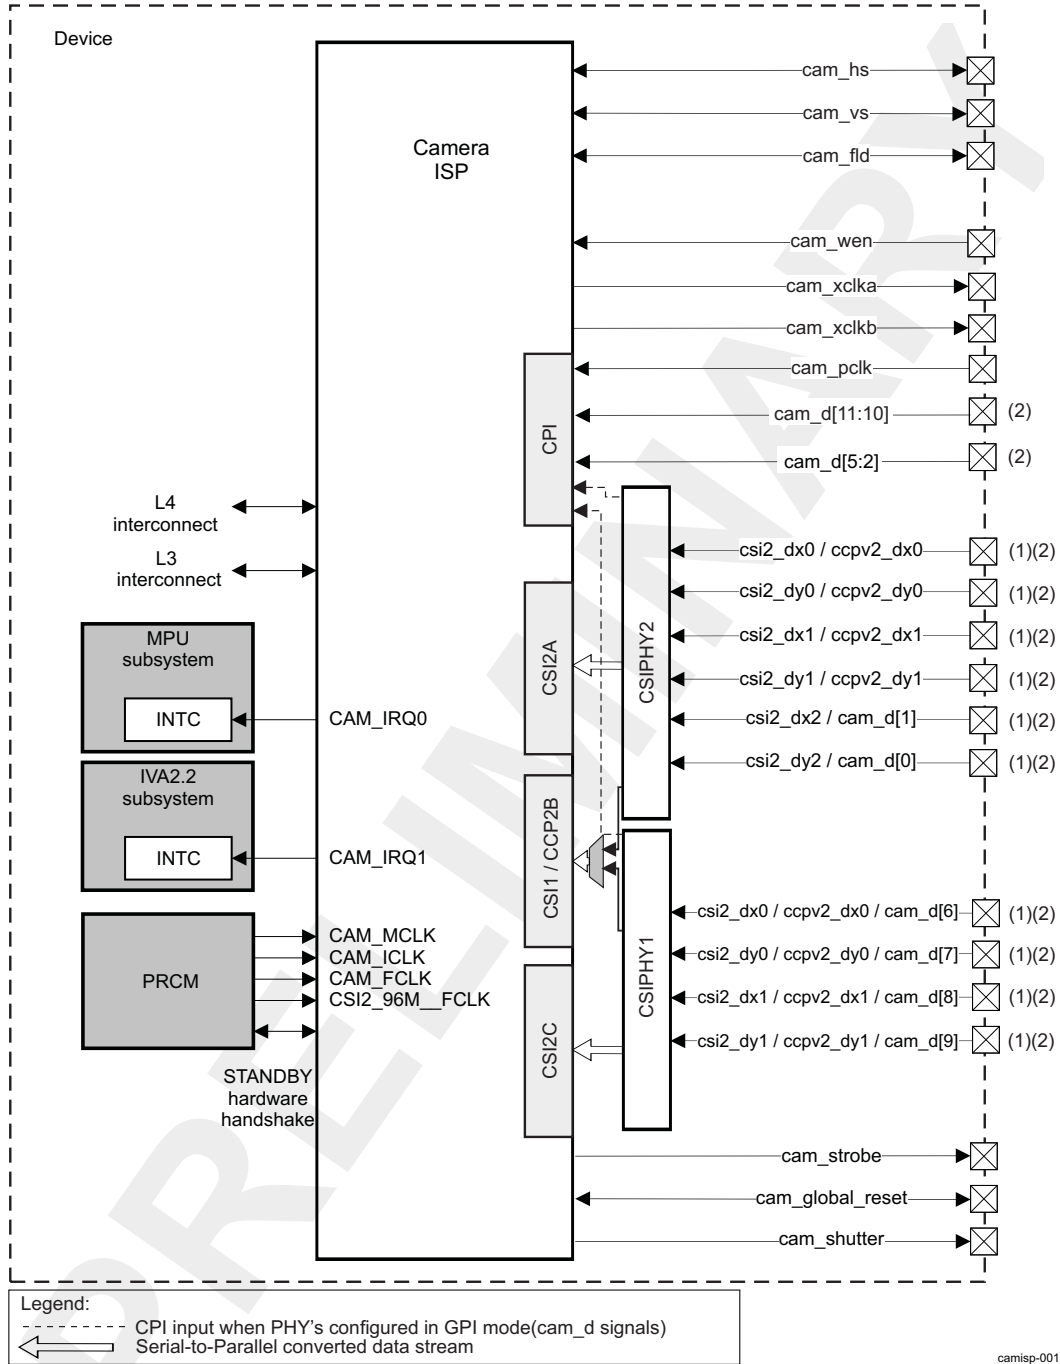 Device
cam_hs
cam_vs
Camera
ISP
cam_fld
cam_wen
cam_xclka
cam_xclkb
cam_pclk
CPI
cam_d[11:10]
(2)
cam_d[5:2]
(2)
L4
interconnect
L3
interconnect
csi2_dx0 / ccpv2_dx0
(1)(2)
csi2_dy0 / ccpv2_dy0
(1)(2)
csi2_dx1 / ccpv2_dx1
(1)(2)
csi2_dy1 / ccpv2_dy1
(1)(2)
csi2_dx2 / cam_d[1]
(1)(2)
csi2_dy2 / cam_d[0]
(1)(2)
CSIPHY2
CSI2A
MPU
subsystem
INTC
CAM_IRQ0
IVA2.2
subsystem
INTC
CAM_IRQ1
CSI1 / CCP2B
PRCM
CAM_MCLK
CAM_ICLK
CAM_FCLK
CSI2_96M__FCLK
STANDBY
hardware
handshake
CSI2C
CSIPHY1
csi2_dx0 / ccpv2_dx0 / cam_d[6]
(1)(2)
csi2_dy0 / ccpv2_dy0 / cam_d[7]
(1)(2)
csi2_dx1 / ccpv2_dx1 / cam_d[8]
(1)(2)
csi2_dy1 / ccpv2_dy1 / cam_d[9]
(1)(2)
cam_strobe
cam_global_reset
cam_shutter
Legend:
CPI input when PHY's configured in GPI mode(cam_d signals)
Serial-to-Parallel converted data stream
camisp-001
PRELIMINARY